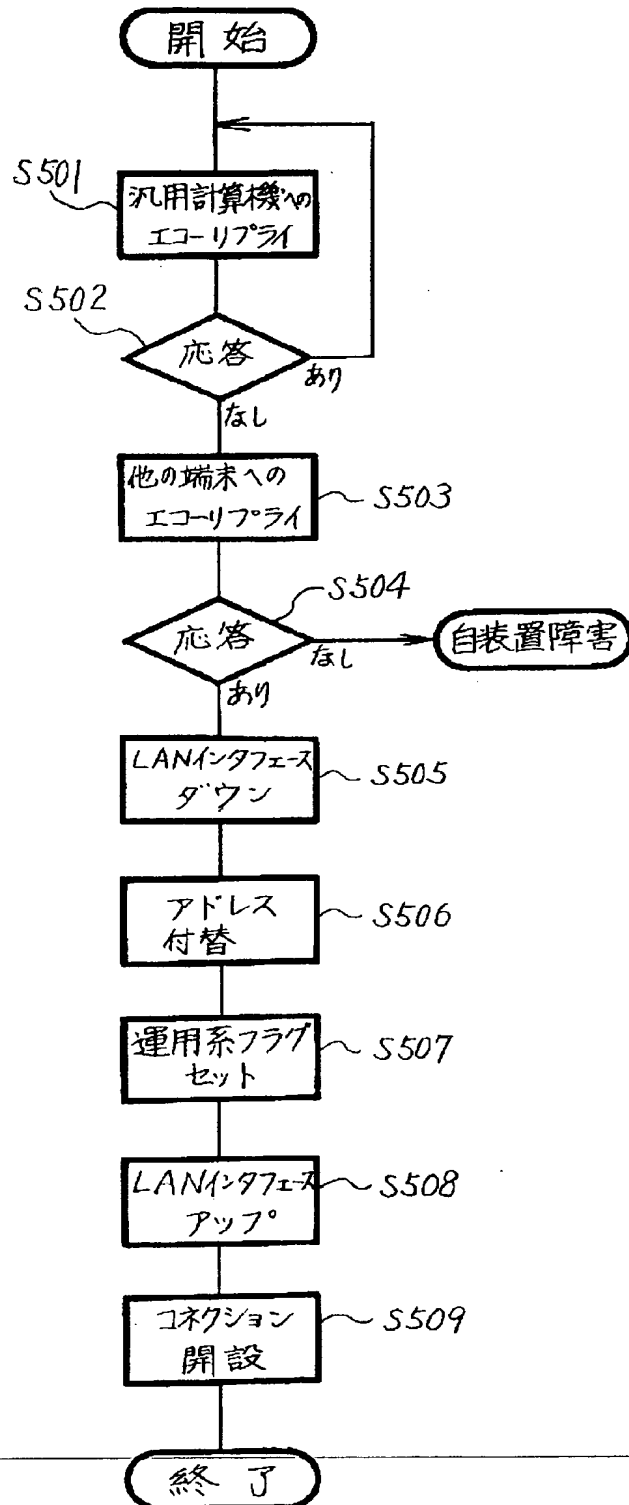 開始
S501
汎用計算機への
エコーリプライ
S502
応答
あり
なし
他の端末への
エコーリプライ
S503
S504
応答
なし
自装置障害
あり
LANインタフェース
ダウン
S505
アドレス
付替
S506
運用系フラグ
セット
S507
LANインタフェース
アップ
S508
コネクション
開設
S509
終了